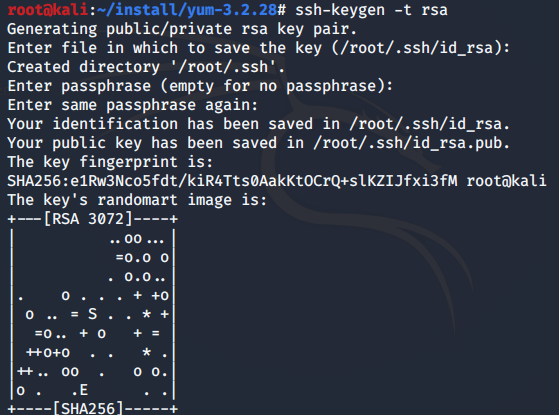 root@kali:~/install/yum-3.2.28# ssh-keygen -t rsa
Generating public/private rsa key pair.
Enter file in which to save the key (/root/.ssh/id_rsa):
Created directory '/root/.ssh'.
Enter passphrase (empty for no passphrase):
Enter same passphrase again:
Your identification has been saved in /root/.ssh/id_rsa.
Your public key has been saved in /root/.ssh/id_rsa.pub.
The key fingerprint is:
SHA256:e1Rw3Nco5fdt/kiR4Tts0AakKtOCrQ+slKZIJfxi3fM root@kali
The key's randomart image is:
+---[RSA 3072]----+
|          ..oo...|
|           =o.o o|
|          . o.o..|
|.    o . . . + +o|
| o .. = S . . * +|
|  =o.. + o   + = |
| ++o+o  . .   * .|
|++.. oo  .   o o.|
|o .   .E      . .|
+----[SHA256]-----+